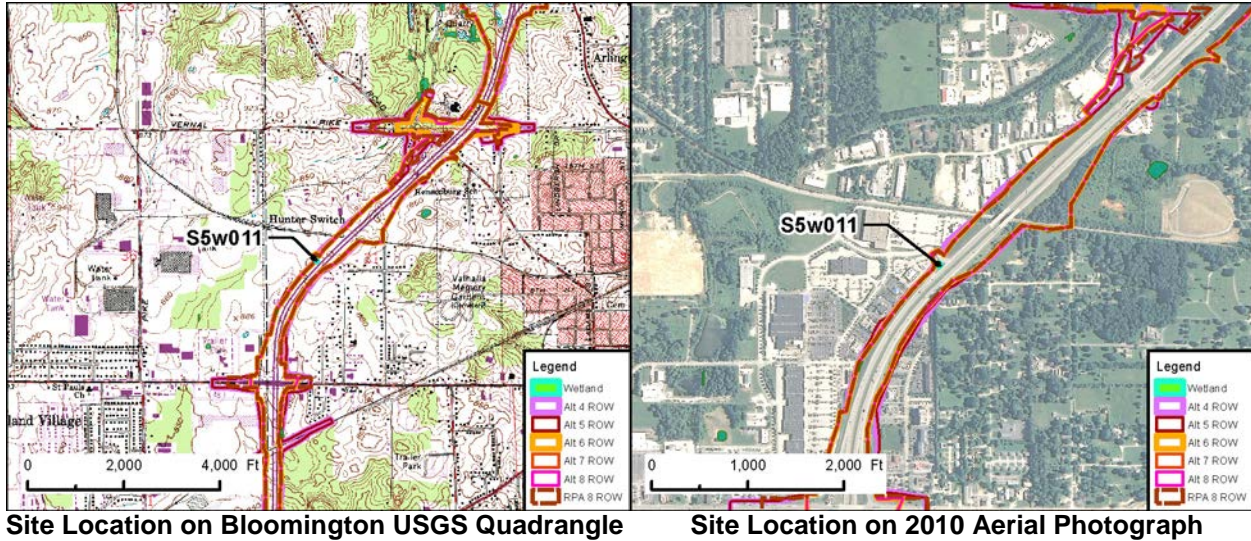 Arling
VERNAL
PIKE
Trailer
Park
Hunter Switch
S5w011
Water
Tank
Water
Tank
PIKE
Valhalla
Memory
Gardens
Cem
St Pauls
Ch
land Village
Trailer
Park
0 2,000 4,000 Ft
Legend
Wetland
Alt 4 ROW
Alt 5 ROW
Alt 6 ROW
Alt 7 ROW
Alt 8 ROW
RPA 8 ROW
S5w011
0 1,000 2,000 Ft
Legend
Wetland
Alt 4 ROW
Alt 5 ROW
Alt 6 ROW
Alt 7 ROW
Alt 8 ROW
RPA 8 ROW
Site Location on Bloomington USGS Quadrangle
Site Location on 2010 Aerial Photograph